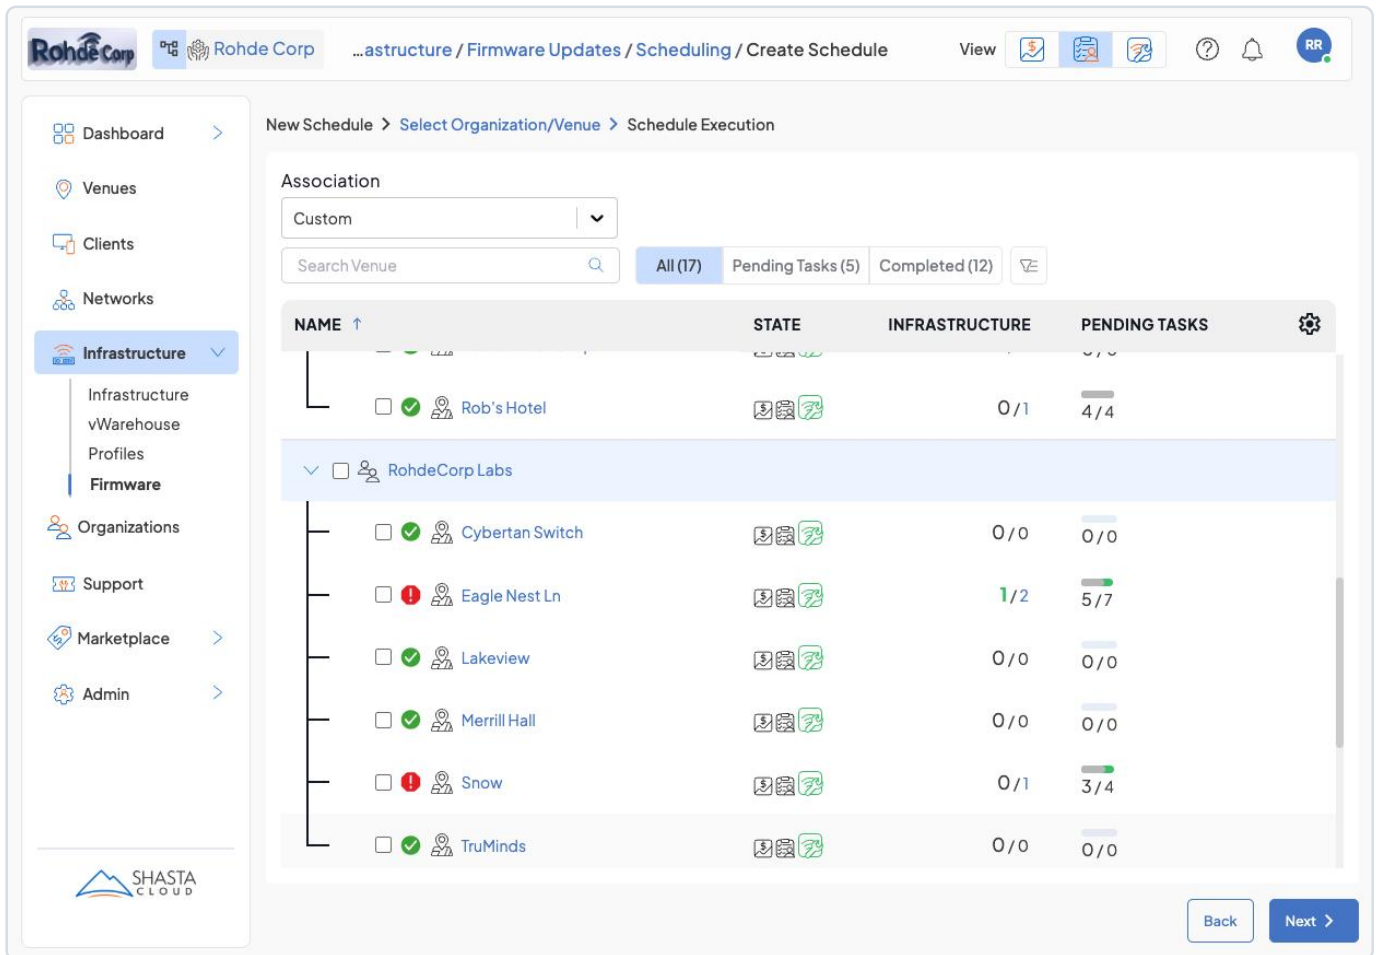 Rohde Corp
Rohde Corp
...astructure / Firmware Updates / Scheduling / Create Schedule
View
RR
Dashboard
Venues
Clients
Networks
Infrastructure
Infrastructure
vWarehouse
Profiles
Firmware
Organizations
Support
Marketplace
Admin
SHASTA
CLOUD
New Schedule > Select Organization/Venue > Schedule Execution
Association
Custom
Search Venue
All (17)
Pending Tasks (5)
Completed (12)
NAME ↑ STATE INFRASTRUCTURE PENDING TASKS
Rob's Hotel 0/1 4/4
RohdeCorp Labs
Cybertan Switch 0/0 0/0
Eagle Nest Ln 1/2 5/7
Lakeview 0/0 0/0
Merrill Hall 0/0 0/0
Snow 0/1 3/4
TruMinds 0/0 0/0
Back
Next >